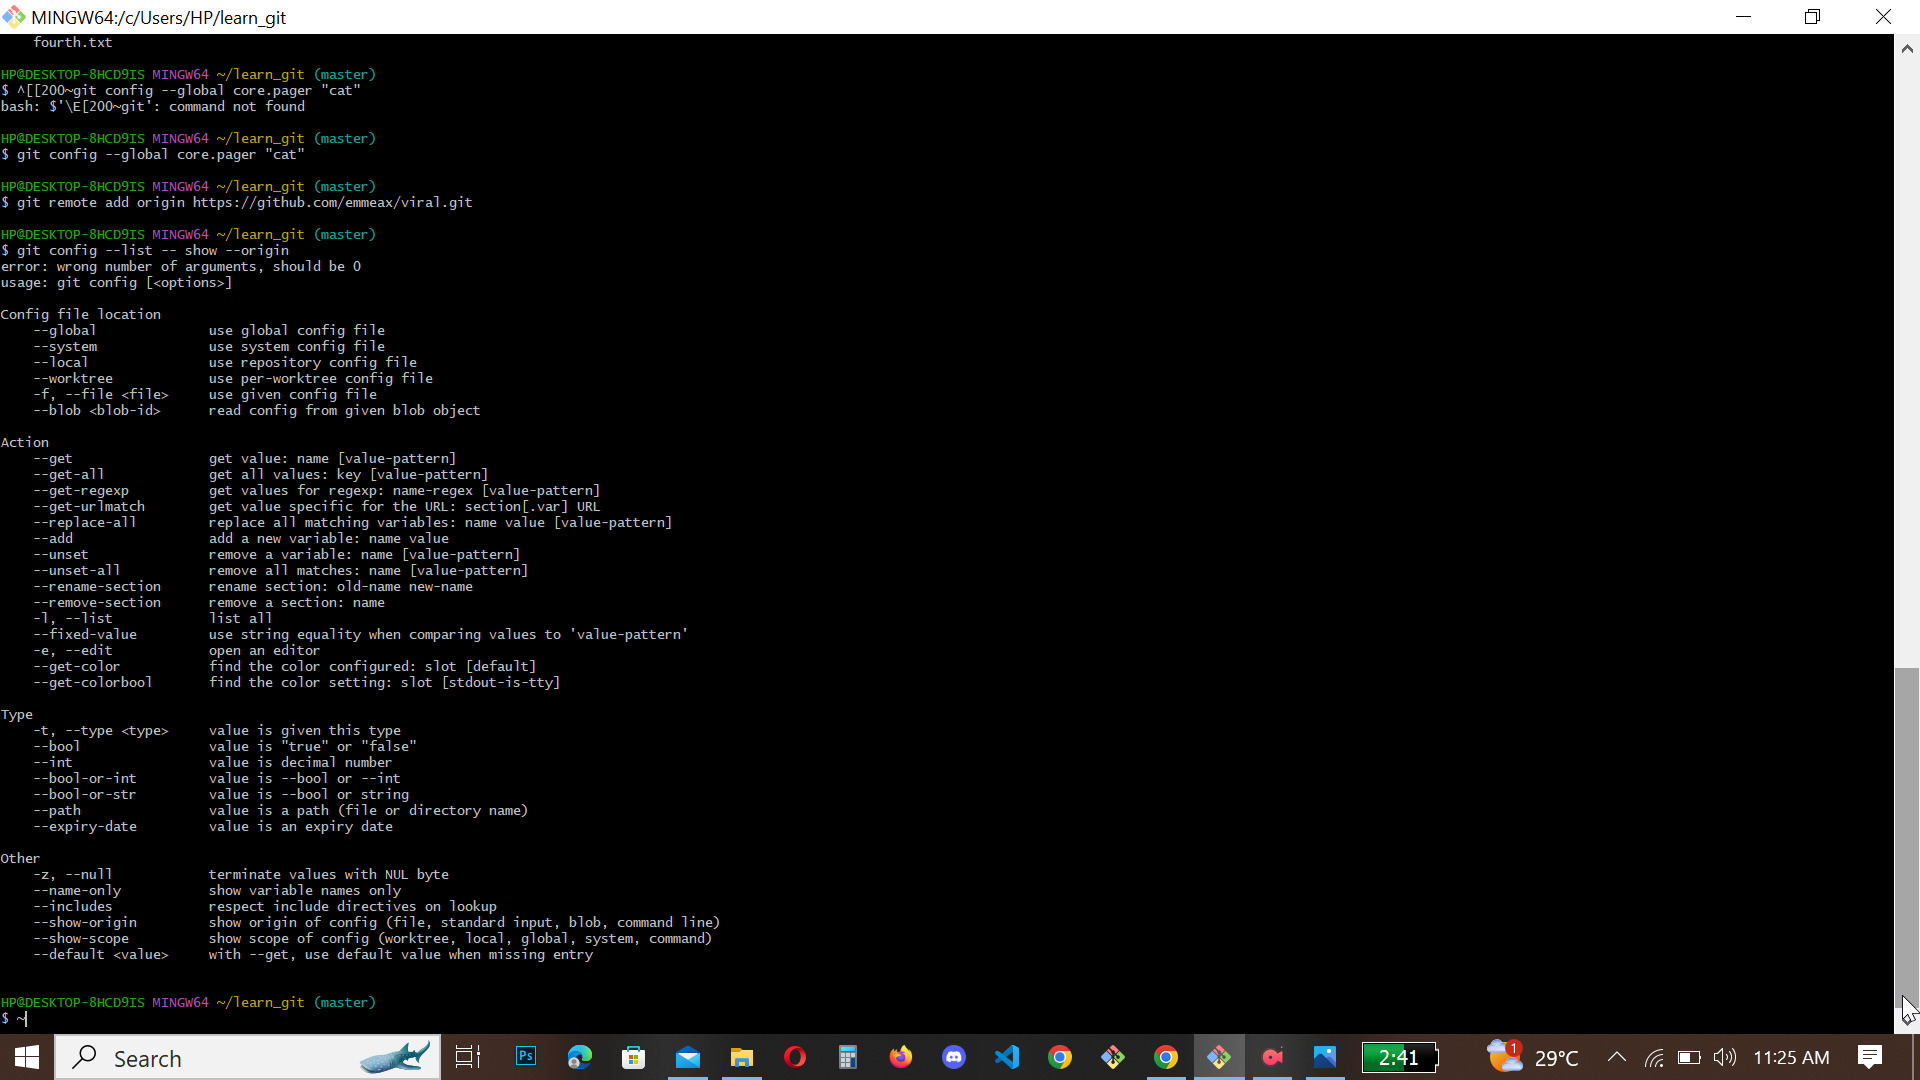 MINGW64:/c/Users/HP/learn_git
fourth.txt
HP@DESKTOP-8HCD9IS MINGW64 ~/learn_git (master)
$ ^[[200~git config --global core.pager "cat"
bash: $'\E[200~git': command not found
HP@DESKTOP-8HCD9IS MINGW64 ~/learn_git (master)
$ git config --global core.pager "cat"
HP@DESKTOP-8HCD9IS MINGW64 ~/learn_git (master)
$ git remote add origin https://github.com/emmeax/viral.git
HP@DESKTOP-8HCD9IS MINGW64 ~/learn_git (master)
$ git config --list -- show --origin
error: wrong number of arguments, should be 0
usage: git config [<options>]
Config file location
--global use global config file
--system use system config file
--local use repository config file
--worktree use per-worktree config file
-f, --file <file> use given config file
--blob <blob-id> read config from given blob object
Action
--get get value: name [value-pattern]
--get-all get all values: key [value-pattern]
--get-regexp get values for regexp: name-regex [value-pattern]
--get-urlmatch get value specific for the URL: section[.var] URL
--replace-all replace all matching variables: name value [value-pattern]
--add add a new variable: name value
--unset remove a variable: name [value-pattern]
--unset-all remove all matches: name [value-pattern]
--rename-section rename section: old-name new-name
--remove-section remove a section: name
-l, --list list all
--fixed-value use string equality when comparing values to 'value-pattern'
-e, --edit open an editor
--get-color find the color configured: slot [default]
--get-colorbool find the color setting: slot [stdout-is-tty]
Type
-t, --type <type> value is given this type
--bool value is "true" or "false"
--int value is decimal number
--bool-or-int value is --bool or --int
--bool-or-str value is --bool or string
--path value is a path (file or directory name)
--expiry-date value is an expiry date
Other
-z, --null terminate values with NUL byte
--name-only show variable names only
--includes respect include directives on lookup
--show-origin show origin of config (file, standard input, blob, command line)
--show-scope show scope of config (worktree, local, global, system, command)
--default <value> with --get, use default value when missing entry
HP@DESKTOP-8HCD9IS MINGW64 ~/learn_git (master)
$ ~
Search
Ps
2:41
1
29°C
11:25 AM